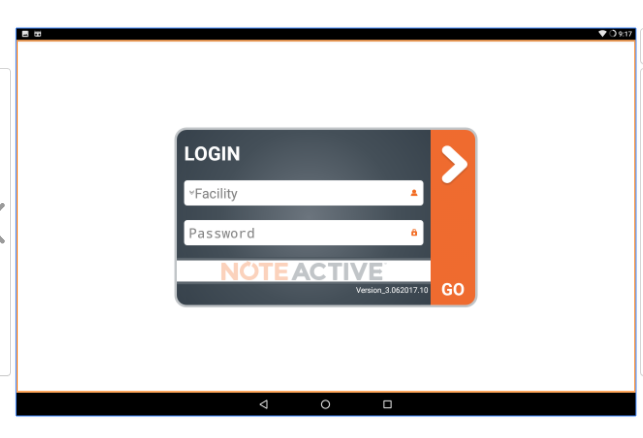 9:17
LOGIN
Facility
Password
NOTE ACTIVE
Version_3.062017.10
GO